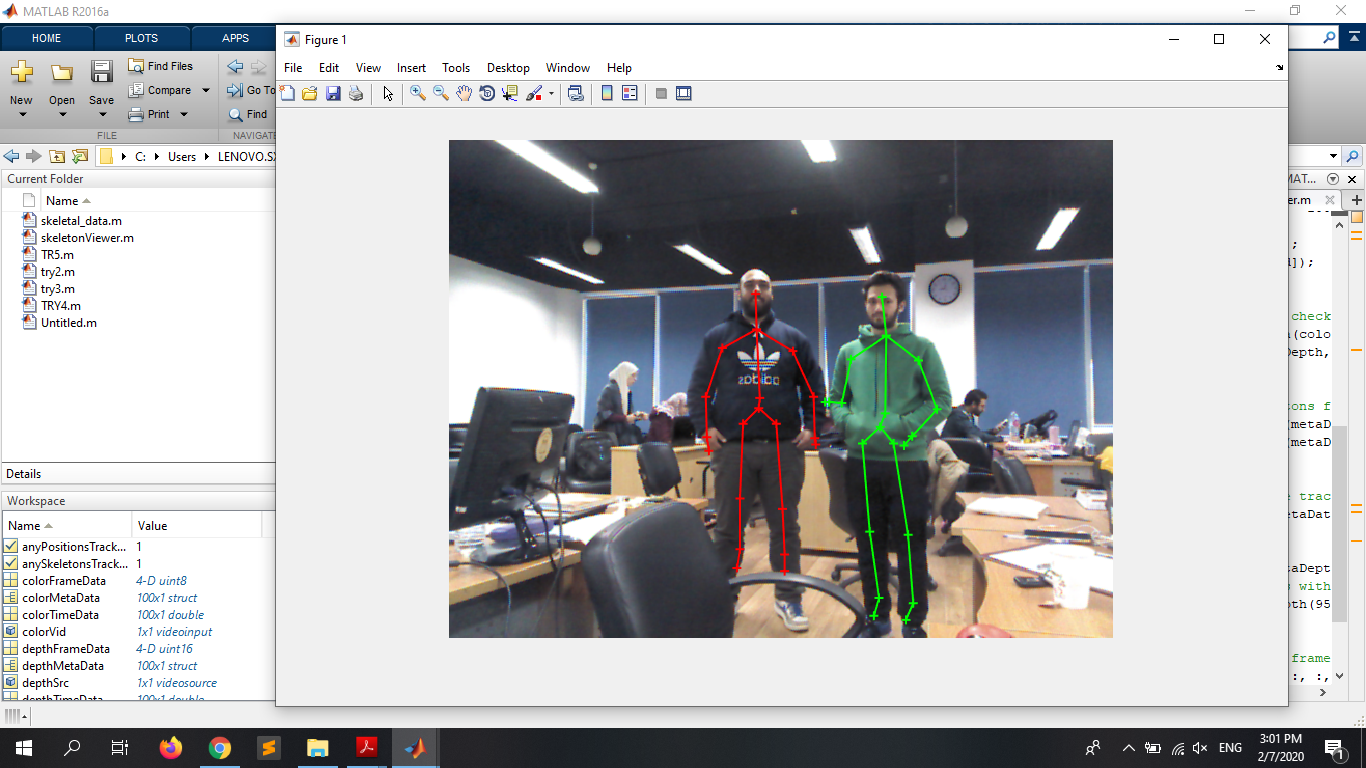 MATLAB R2016a
HOME PLOTS APPS
Figure 1
File Edit View Insert Tools Desktop Window Help
New Open Save
Find Files
Compare
Print
Go To
Find
FILE NAVIGATE
C: Users LENOVO.SX
Current Folder
Name
skeletal_data.m
skeletonViewer.m
TR5.m
try2.m
try3.m
TRY4.m
Untitled.m
Details
Workspace
Name Value
anyPositionsTrack... 1
anySkeletonsTrack... 1
colorFrameData 4-D uint8
colorMetaData 100x1 struct
colorTimeData 100x1 double
colorVid 1x1 videoinput
depthFrameData 4-D uint16
depthMetaData 100x1 struct
depthSrc 1x1 videosource
depthTimeData 100x1 double
MAT...
er.m
;
d]);
check
(colo
Depth,
ons f
metaD
metaD
e trac
etaDat
aDept
s with
pth(95
frame
:, :,
ENG
3:01 PM
2/7/2020
1